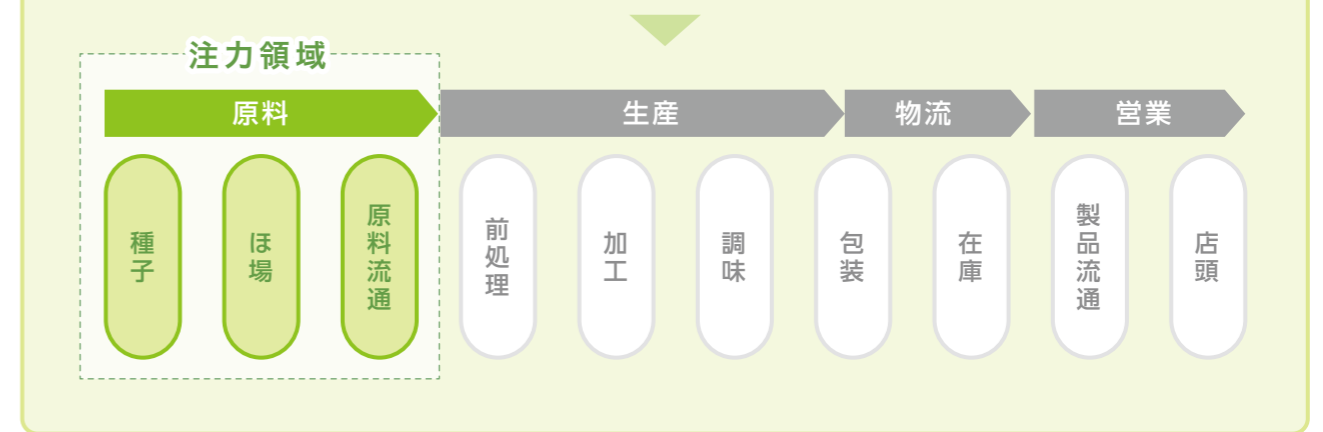 注力領域
原料
生産
物流
営業
種子
ほ場
原料流通
前処理
加工
調味
包装
在庫
製品流通
店頭